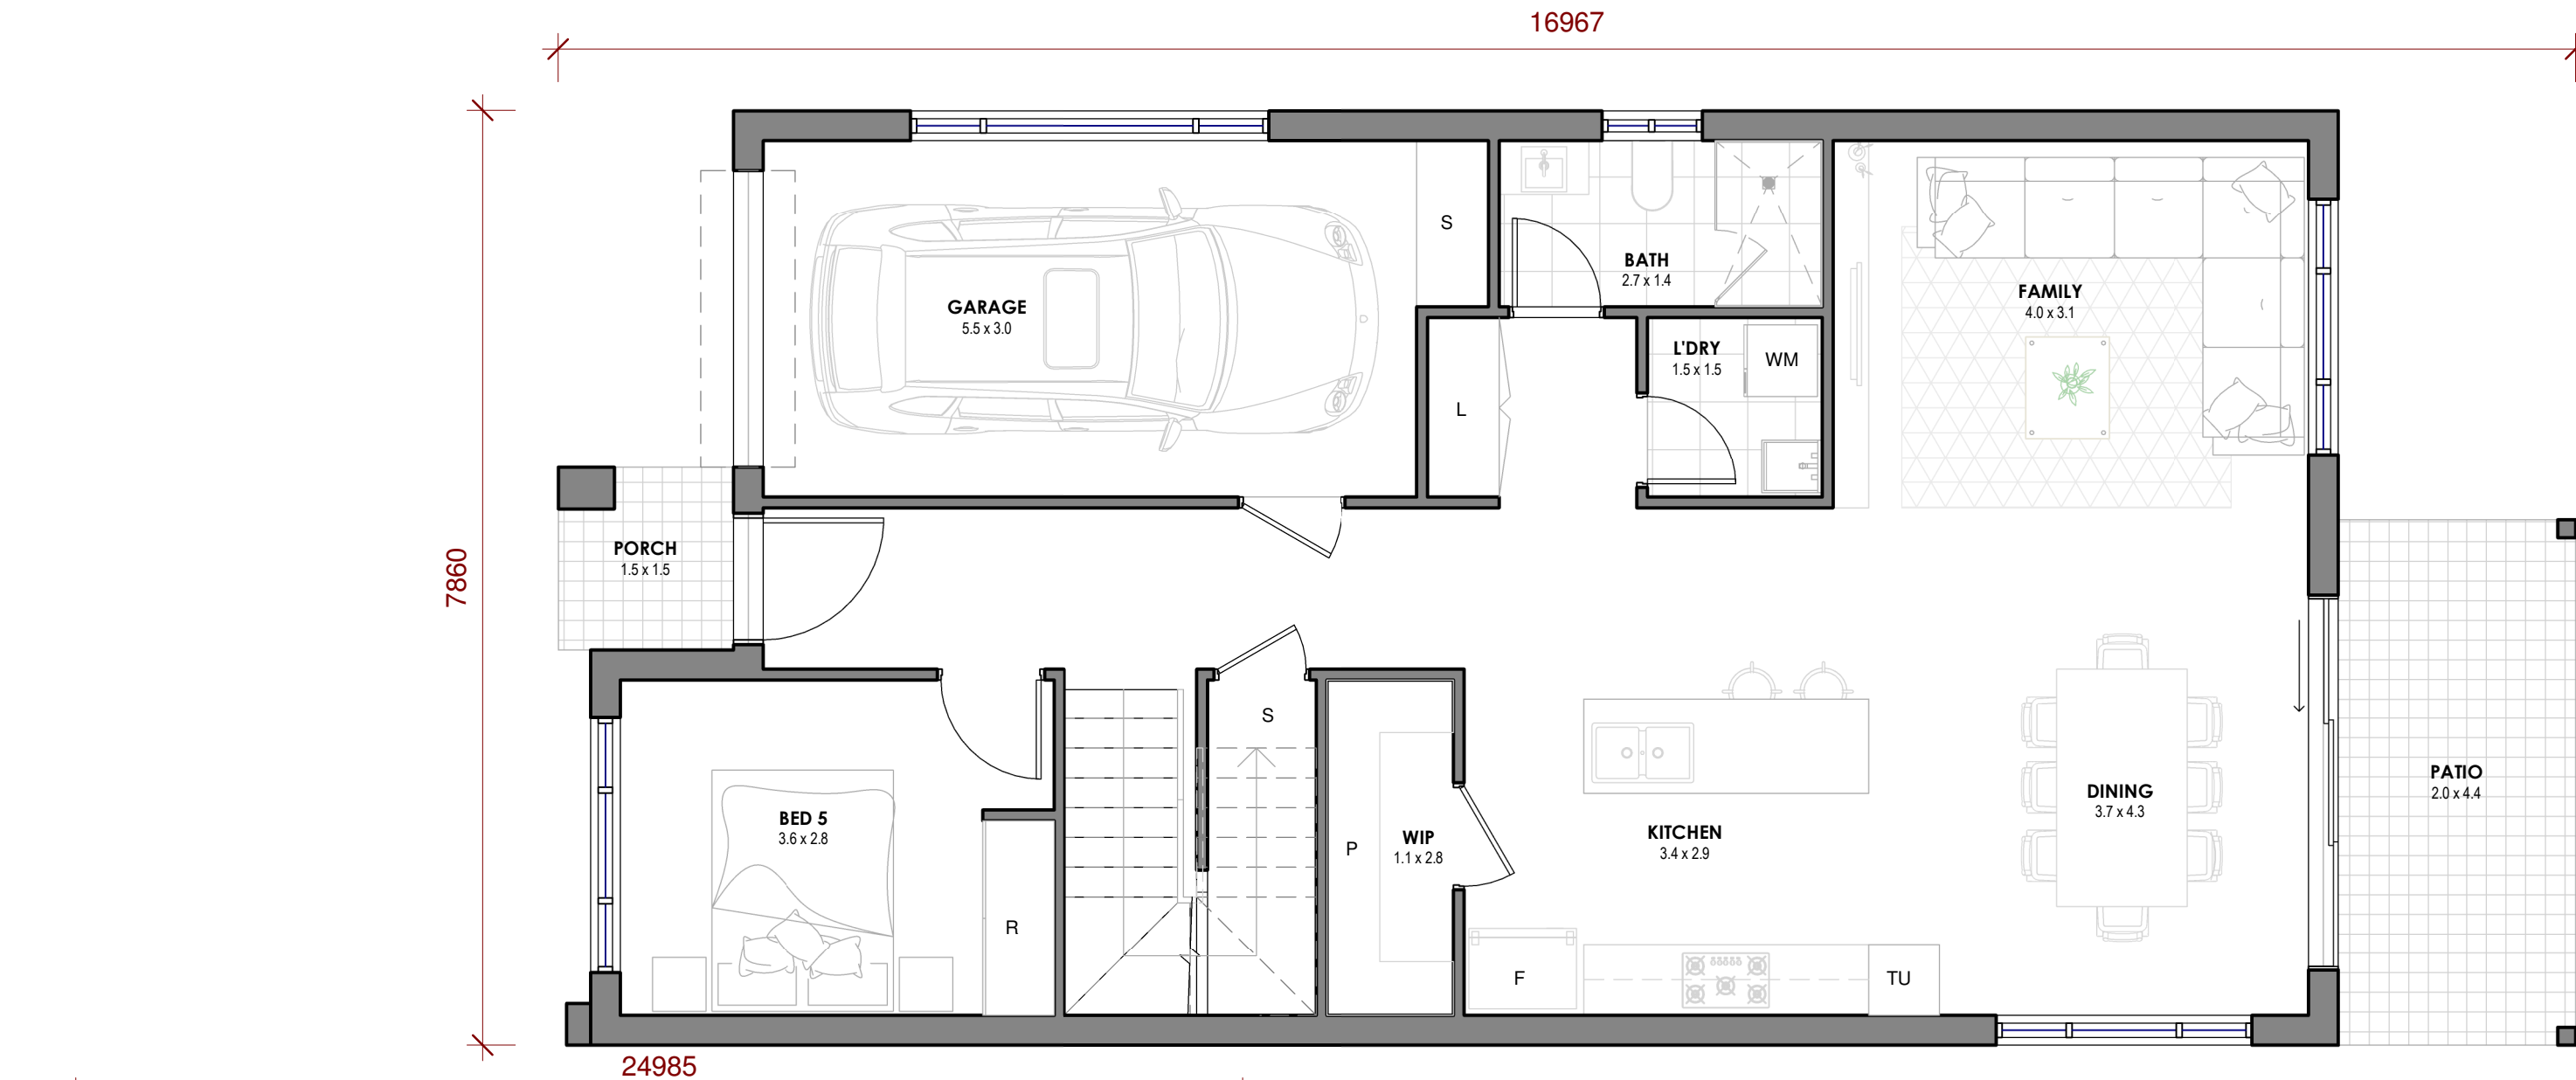 16967
7860
24985
GARAGE
5.5 x 3.0
S
BATH
2.7 x 1.4
L
L'DRY
1.5 x 1.5
WM
FAMILY
4.0 x 3.1
PORCH
1.5 x 1.5
BED 5
3.6 x 2.8
R
S
P
WIP
1.1 x 2.8
KITCHEN
3.4 x 2.9
F
TU
DINING
3.7 x 4.3
PATIO
2.0 x 4.4